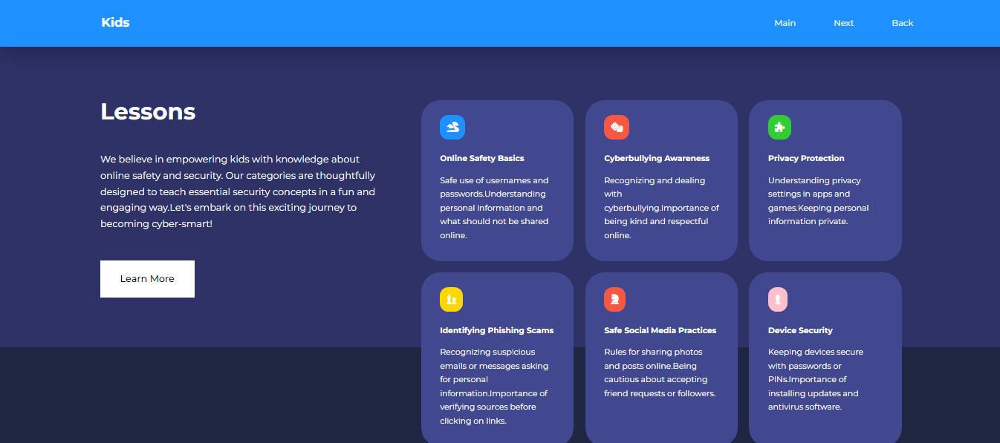 Kids
Main
Next
Back
Lessons
We believe in empowering kids with knowledge about
online safety and security. Our categories are thoughtfully
designed to teach essential security concepts in a fun and
engaging way.Let's embark on this exciting journey to
becoming cyber-smart!
Learn More
Online Safety Basics
Safe use of usernames and
passwords.Understanding
personal information and
what should not be shared
online.
Cyberbullying Awareness
Recognizing and dealing
with
cyberbullying.Importance of
being kind and respectful
online.
Privacy Protection
Understanding privacy
settings in apps and
games.Keeping personal
information private.
Identifying Phishing Scams
Recognizing suspicious
emails or messages asking
for personal
information.Importance of
verifying sources before
clicking on links.
Safe Social Media Practices
Rules for sharing photos
and posts online.Being
cautious about accepting
friend requests or followers.
Device Security
Keeping devices secure
with passwords or
PINs.Importance of
installing updates and
antivirus software.